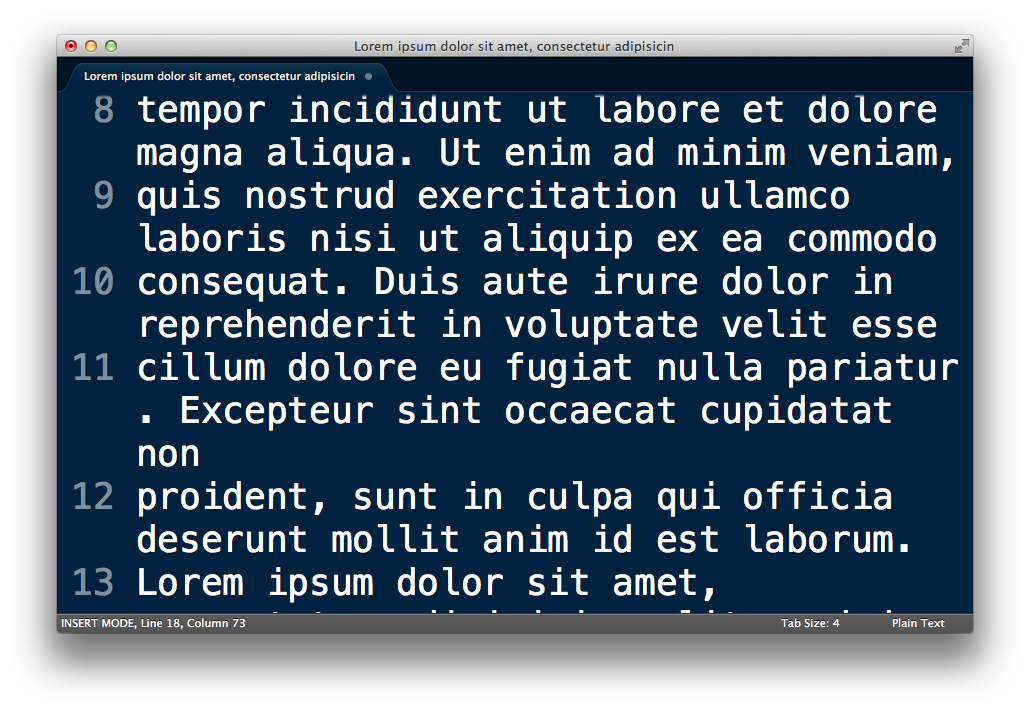 Lorem ipsum dolor sit amet, consectetur adipisicin
Lorem ipsum dolor sit amet, consectetur adipisicin
8 tempor incididunt ut labore et dolore
magna aliqua. Ut enim ad minim veniam,
9 quis nostrud exercitation ullamco
laboris nisi ut aliquip ex ea commodo
10 consequat. Duis aute irure dolor in
reprehenderit in voluptate velit esse
11 cillum dolore eu fugiat nulla pariatur
. Excepteur sint occaecat cupidatat
non
12 proident, sunt in culpa qui officia
deserunt mollit anim id est laborum.
13 Lorem ipsum dolor sit amet,
INSERT MODE, Line 18, Column 73 Tab Size: 4 Plain Text